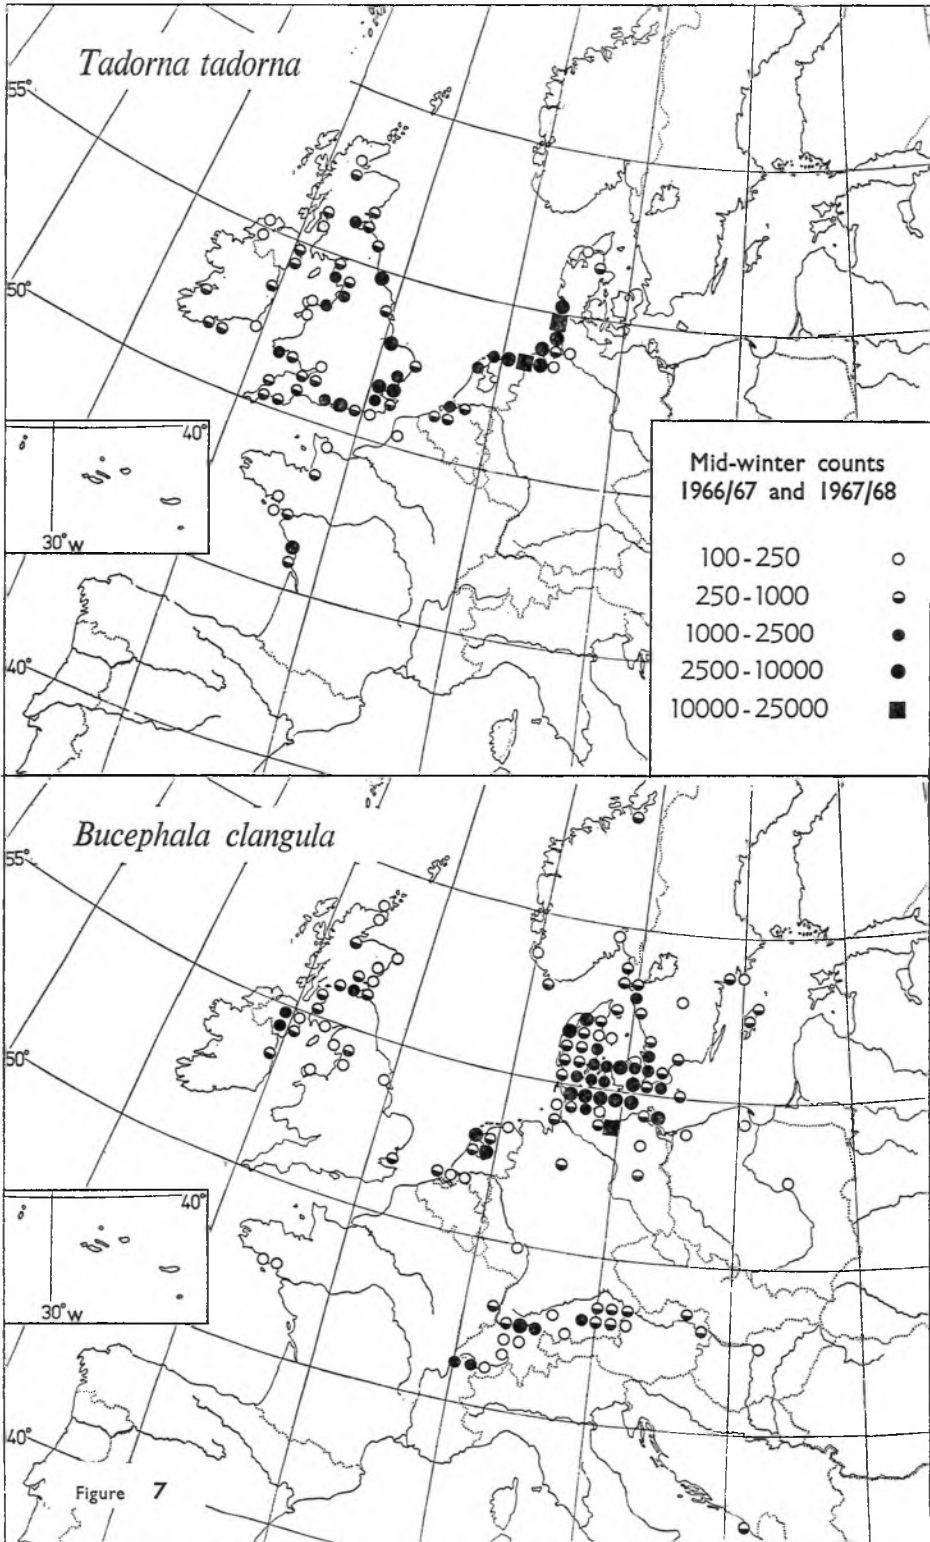 Tadorna tadorna
55°
50°
40°
40°
30°W
Mid-winter counts
1966/67 and 1967/68
100-250
250-1000
1000-2500
2500-10000
10000-25000
Bucephala clangula
55°
50°
40°
40°
30°W
Figure 7